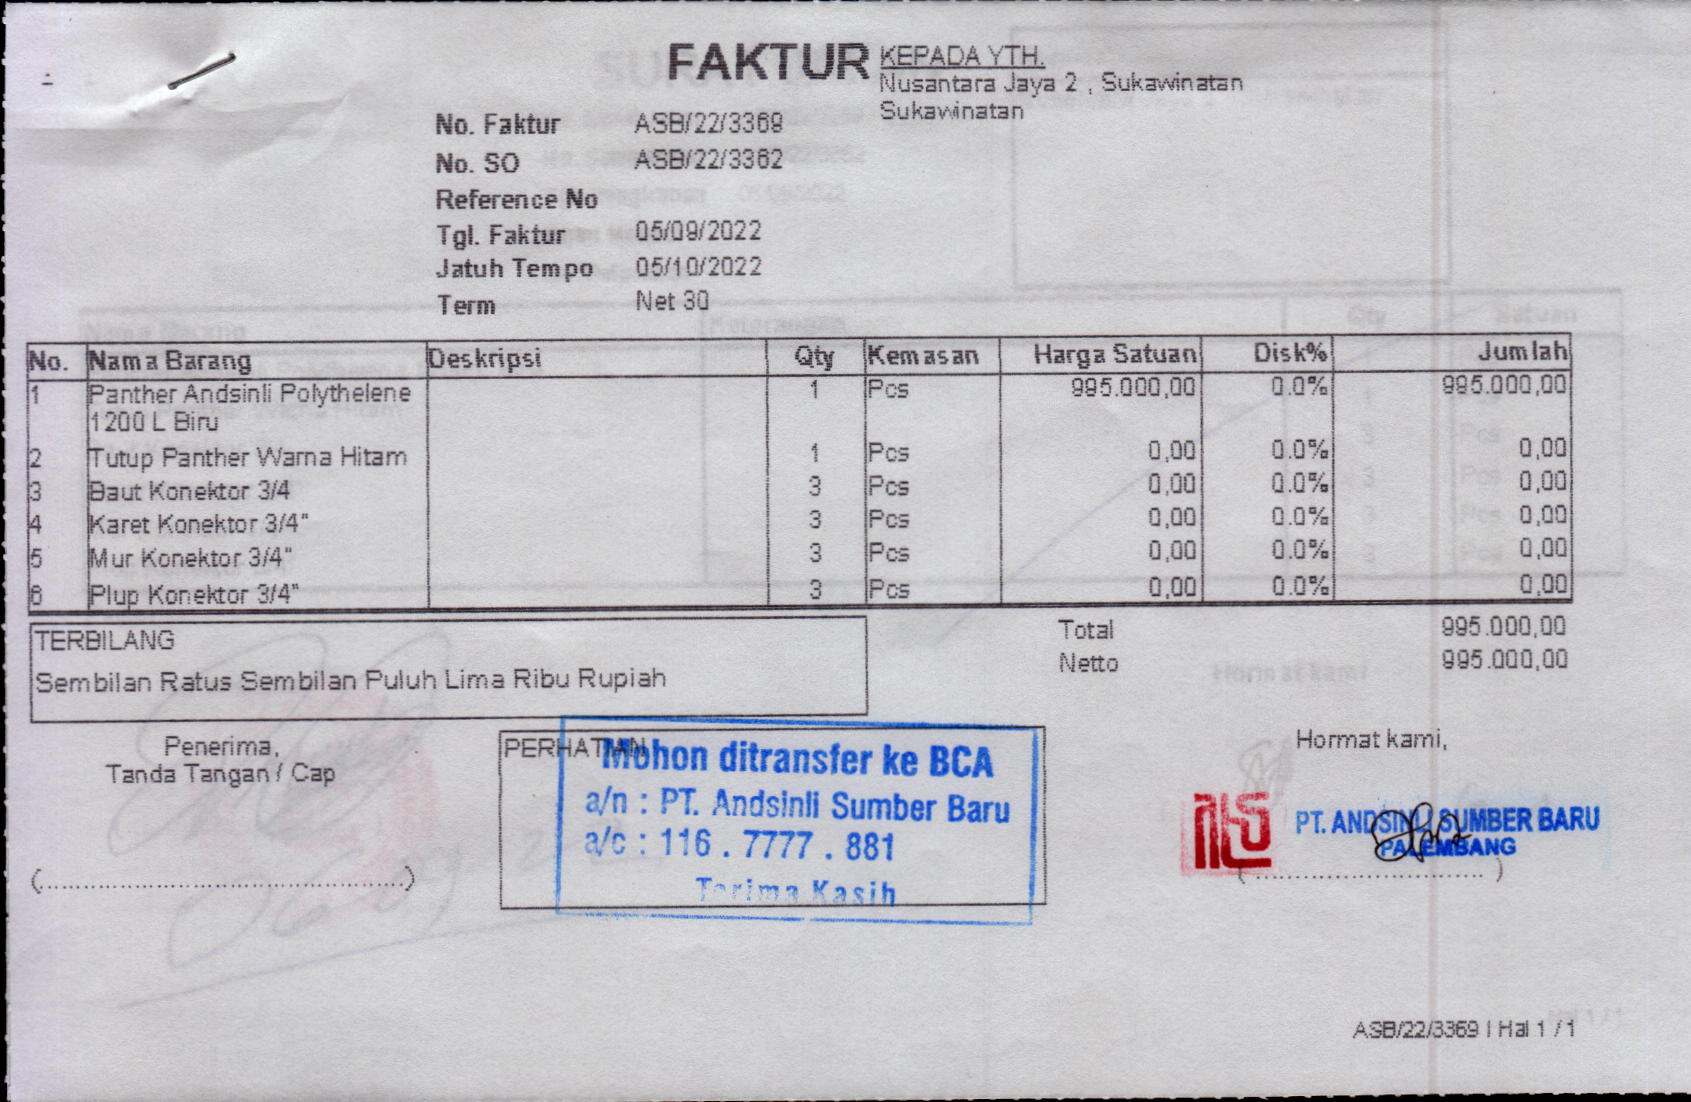 FAKTUR
KEPADA YTH.
Nusantara Jaya 2 , Sukawinatan
Sukawinatan
No. Faktur ASB/22/3369
No. SO ASB/22/3362
Reference No
Tgl. Faktur 05/09/2022
Jatuh Tempo 05/10/2022
Term Net 30
No. Nama Barang Deskripsi Qty Kemasan Harga Satuan Disk% Jumlah
1 Panther Andsinli Polythelene 1 Pcs 995.000,00 0.0% 995.000,00
1200 L Biru
2 Tutup Panther Warna Hitam 1 Pcs 0,00 0.0% 0,00
3 Baut Konektor 3/4 3 Pcs 0,00 0.0% 0,00
4 Karet Konektor 3/4" 3 Pcs 0,00 0.0% 0,00
5 Mur Konektor 3/4" 3 Pcs 0,00 0.0% 0,00
6 Plup Konektor 3/4" 3 Pcs 0,00 0.0% 0,00
Total 995.000,00
Netto 995.000,00
TERBILANG
Sembilan Ratus Sembilan Puluh Lima Ribu Rupiah
Penerima,
Tanda Tangan / Cap
(..............................................)
PERHATIAN
Mohon ditransfer ke BCA
a/n : PT. Andsinli Sumber Baru
a/c : 116 . 7777 . 881
Terima Kasih
Hormat kami,
PT. ANDSINLI SUMBER BARU
PALEMBANG
(..............................)
ASB/22/3369 | Hal 1 / 1